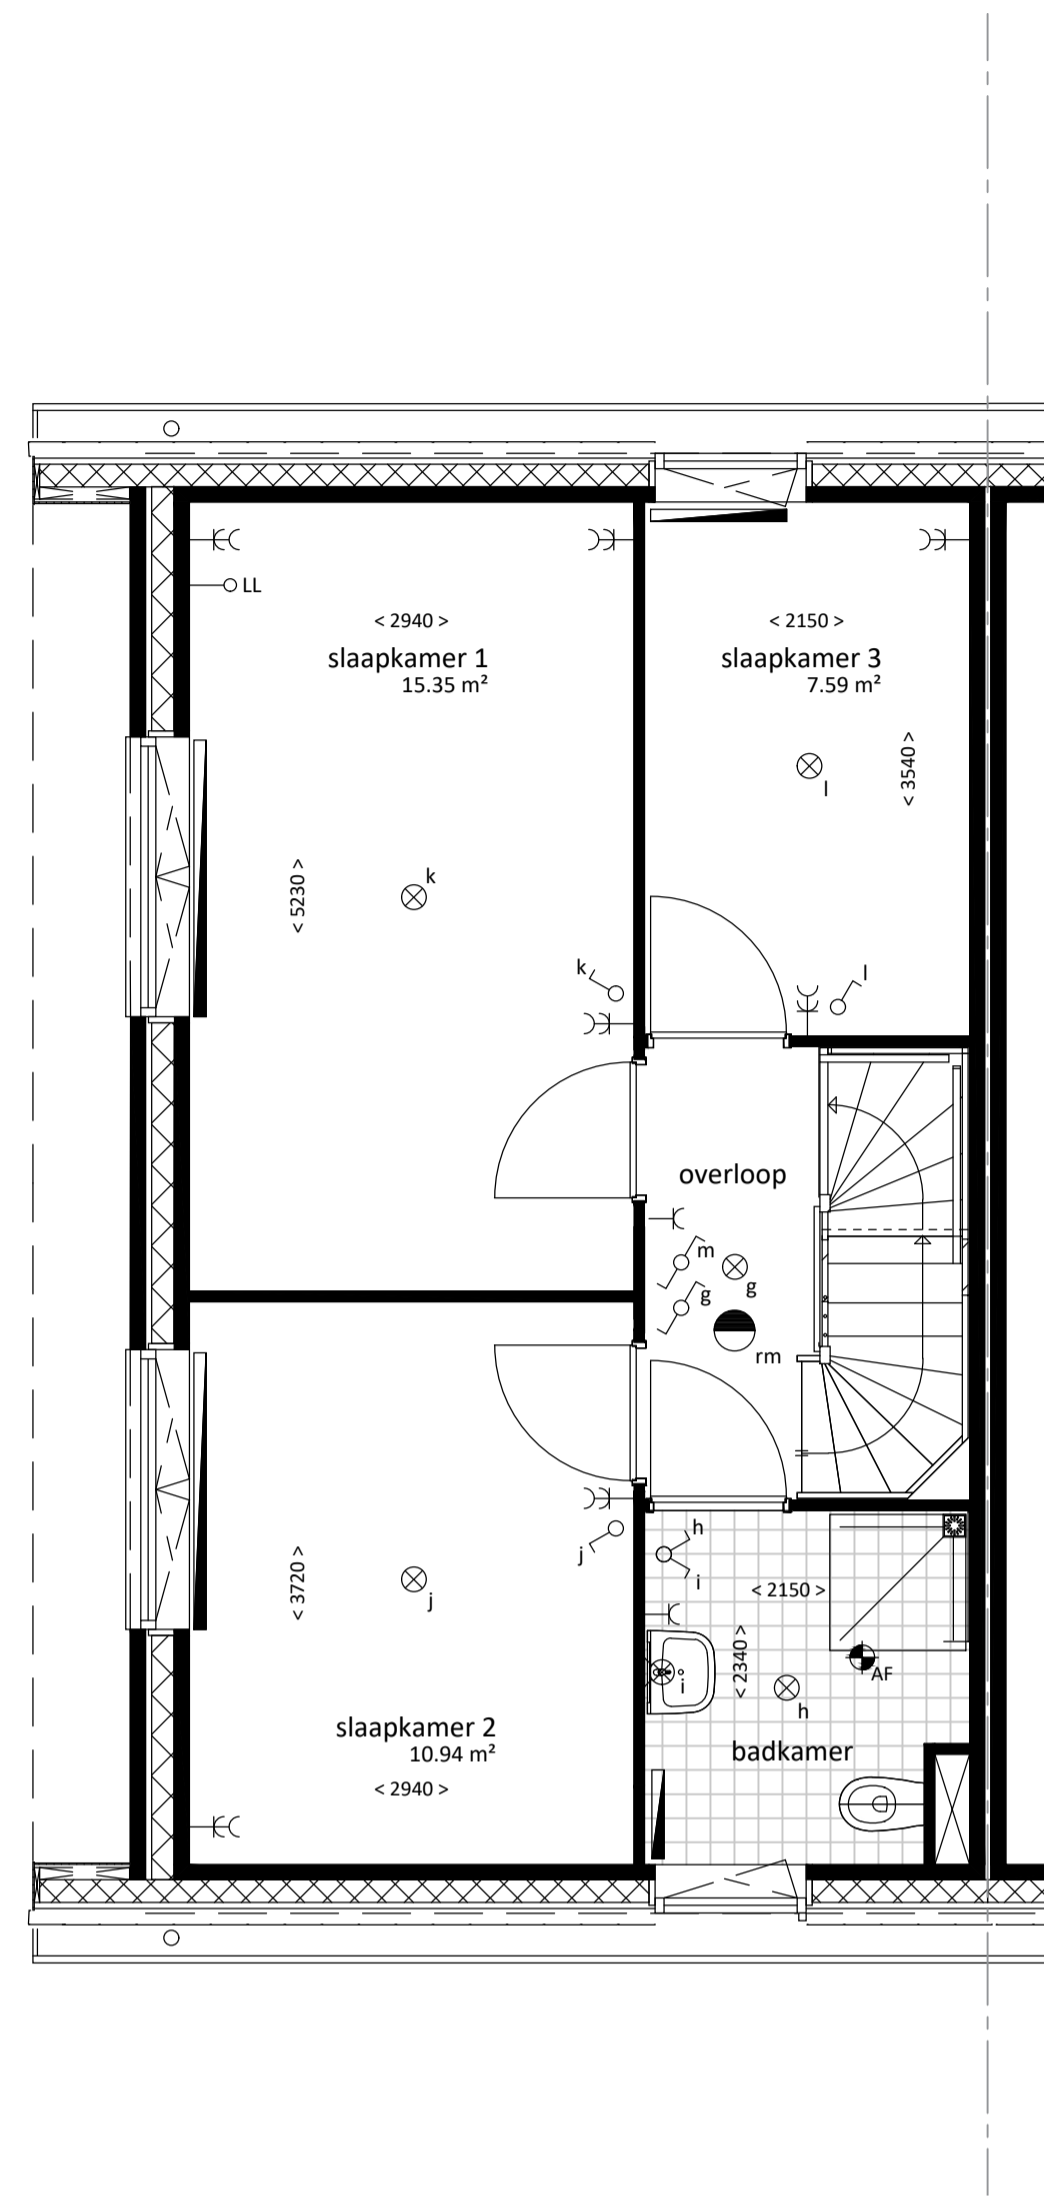 LL
< 2940 >
slaapkamer 1
15.35 m²
< 2150 >
slaapkamer 3
7.59 m²
< 3540 >
l
k
< 5230 >
k
l
overloop
m
g
g
rm
j
< 3720 >
j
h
i
< 2150 >
< 2340 >
AF
i
h
slaapkamer 2
10.94 m²
< 2940 >
badkamer